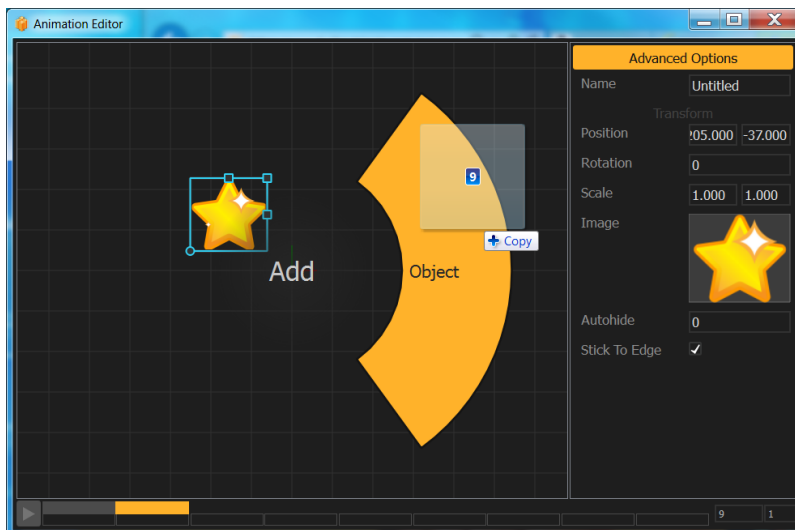 Animation Editor
Advanced Options
Name
Untitled
Transform
Position
205.000 -37.000
Rotation
0
Scale
1.000 1.000
Image
9
Copy
Add
Object
Autohide
0
Stick To Edge
9 1